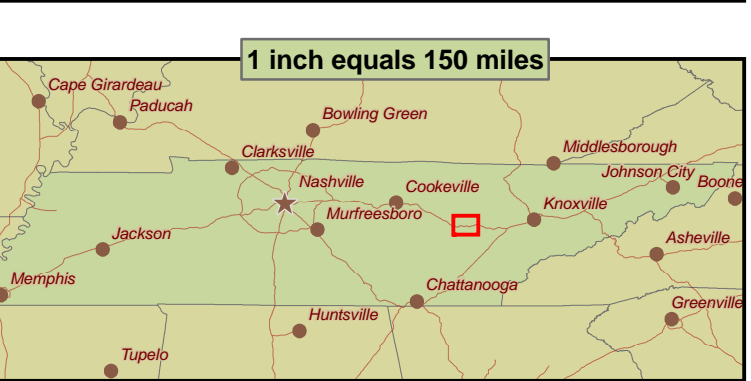 1 inch equals 150 miles
Cape Girardeau
Paducah
Bowling Green
Clarksville
Middlesborough
Nashville
Cookeville
Johnson City
Boone
Murfreesboro
Knoxville
Jackson
Asheville
Memphis
Chattanooga
Huntsville
Greenville
Tupelo